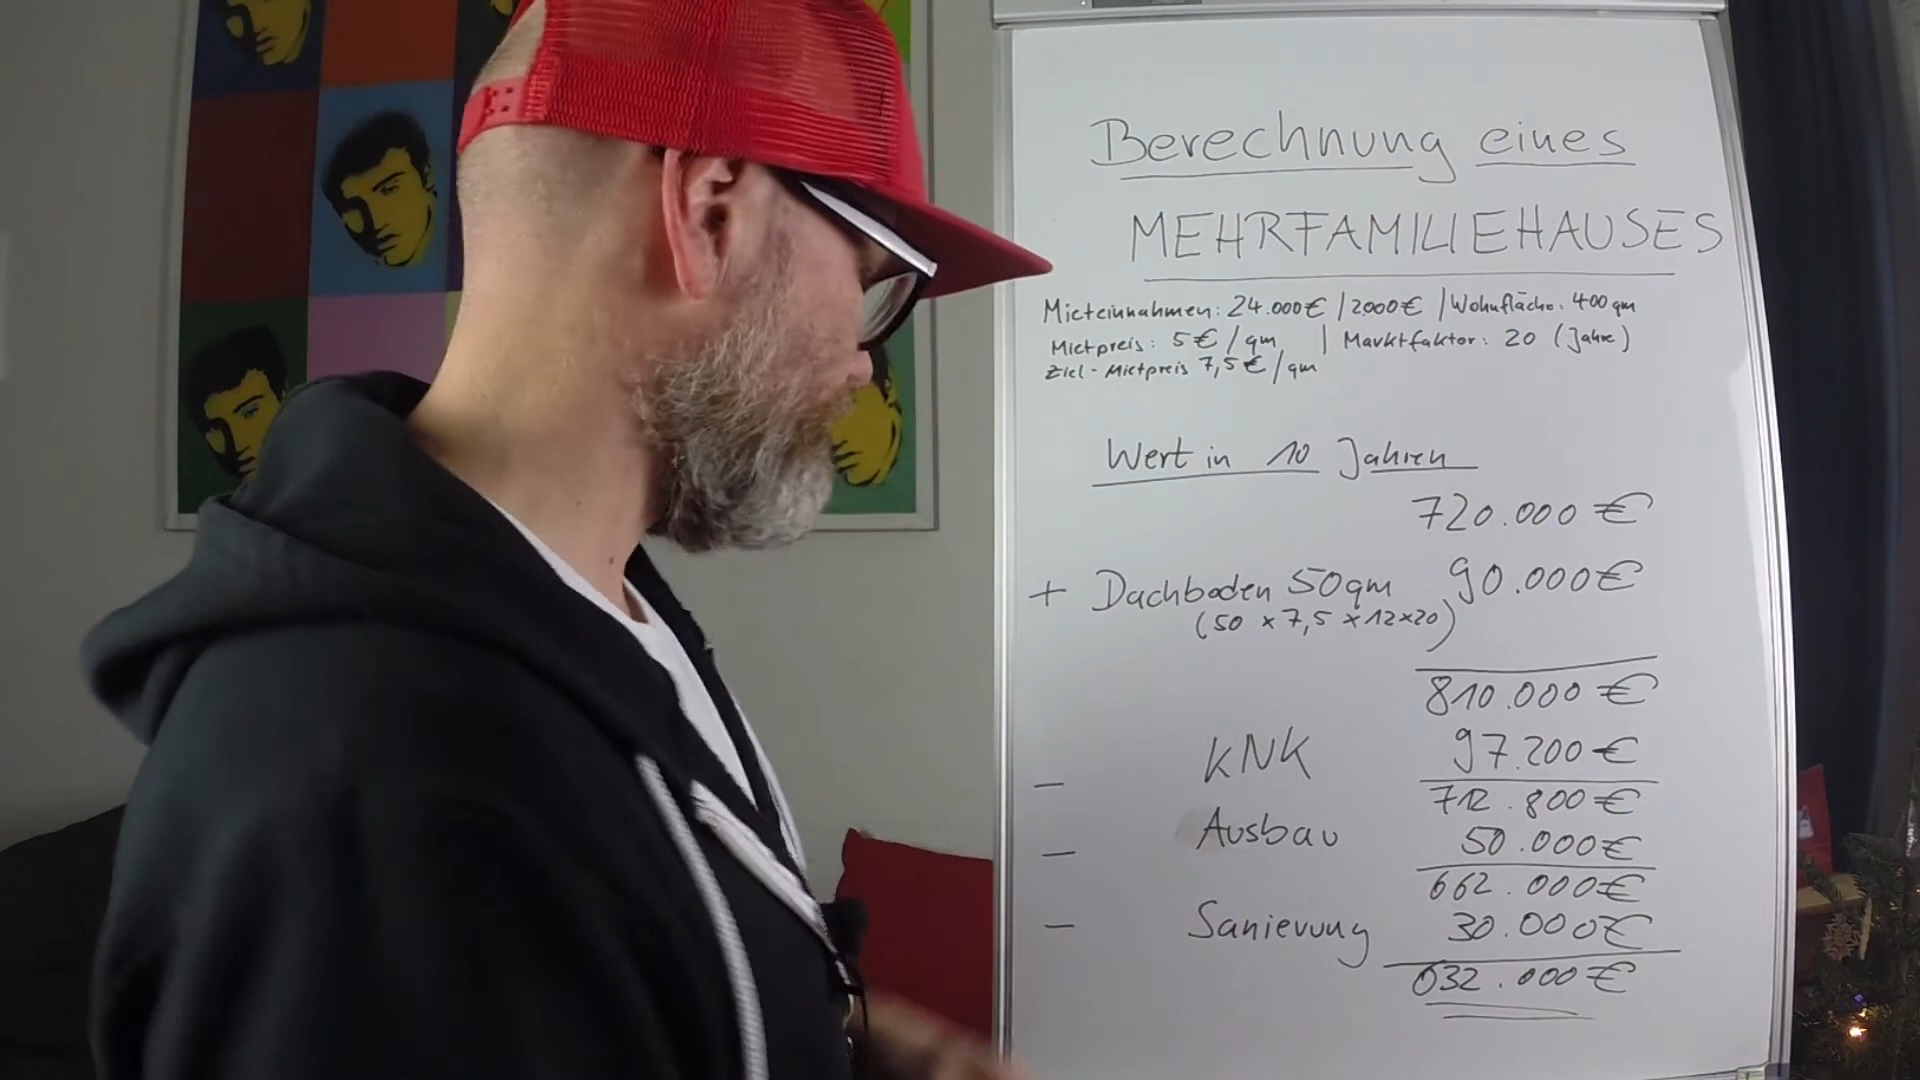 Berechnung eines
MEHRFAMILIEHAUSES
Mieteinnahmen: 24.000€ / 2000€ | Wohnfläche: 400 qm
Mietpreis: 5€/qm | Marktfaktor: 20 (Jahre)
Ziel-Mietpreis 7,5€/qm
Wert in 10 Jahren
720.000 €
+ Dachboden 50qm 90.000€
(50 x 7,5 x 12x20)
810.000 €
- KNK 97.200€
712.800€
- Ausbau 50.000€
662.000€
- Sanierung 30.000€
632.000€